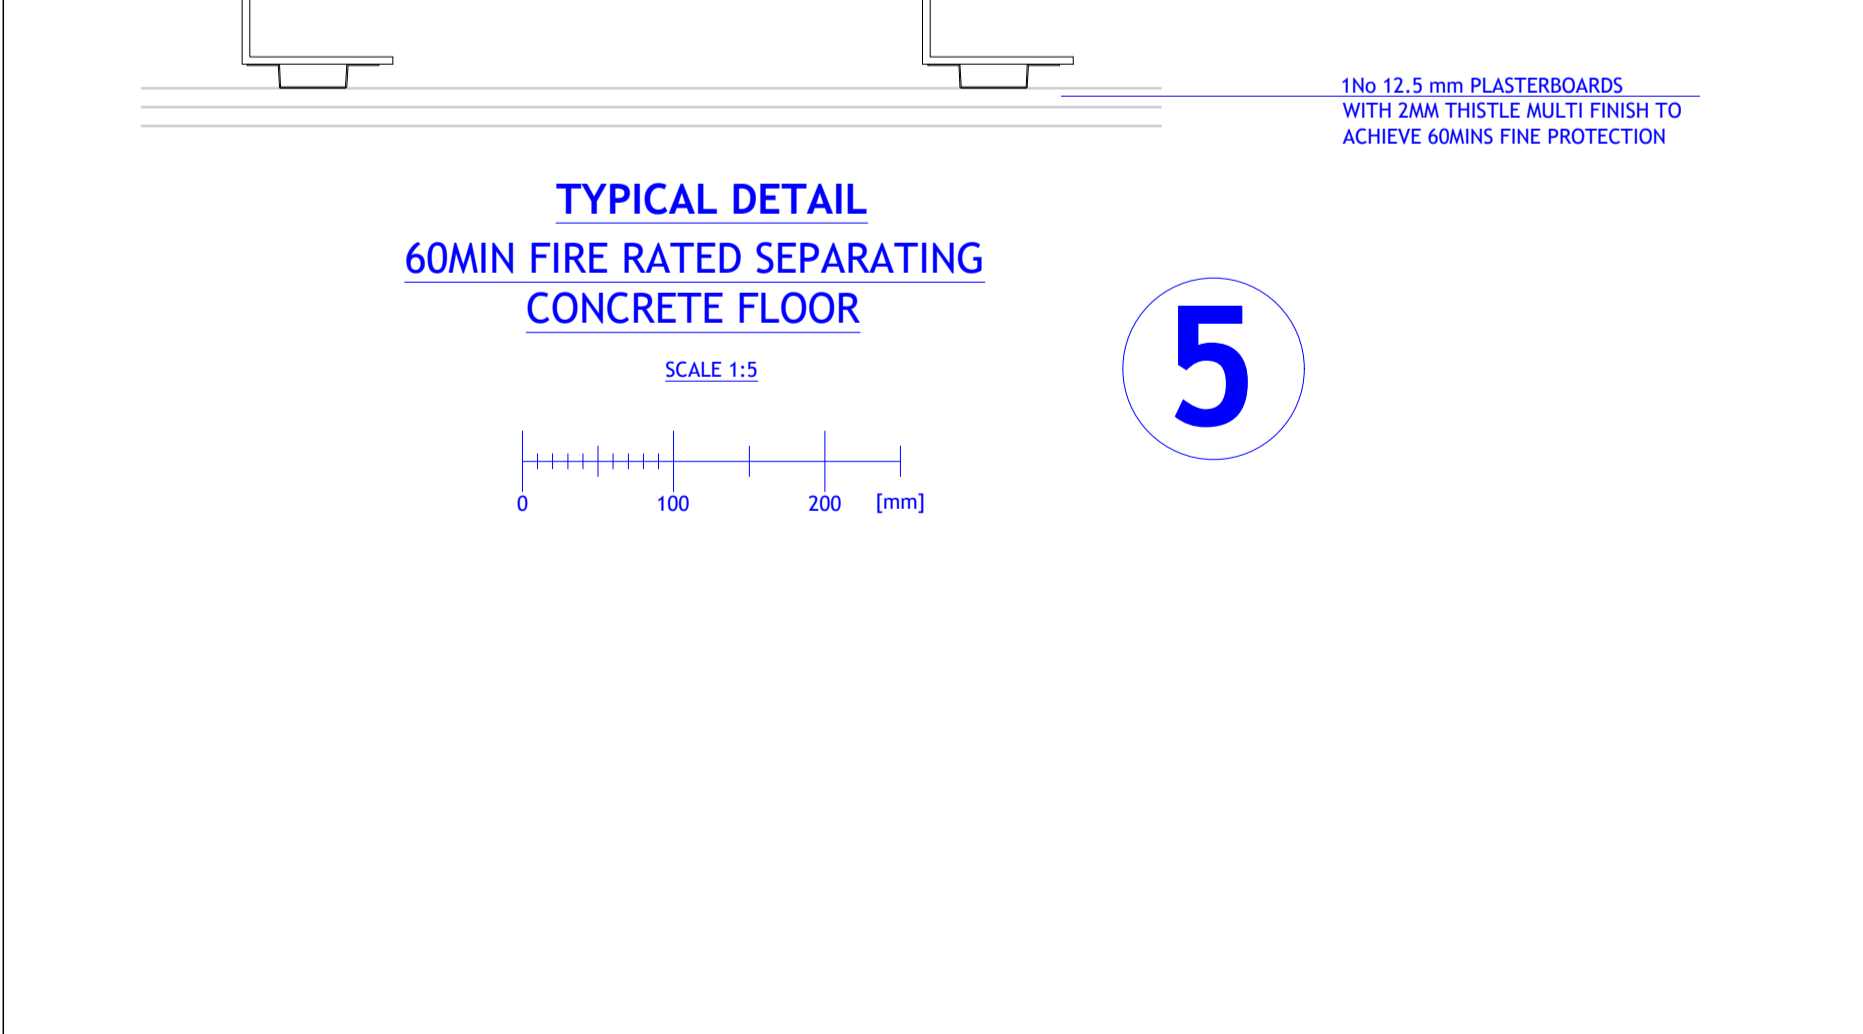 1No 12.5 mm PLASTERBOARDS
WITH 2MM THISTLE MULTI FINISH TO
ACHIEVE 60MINS FINE PROTECTION
TYPICAL DETAIL
60MIN FIRE RATED SEPARATING
CONCRETE FLOOR
SCALE 1:5
5
0 100 200 [mm]